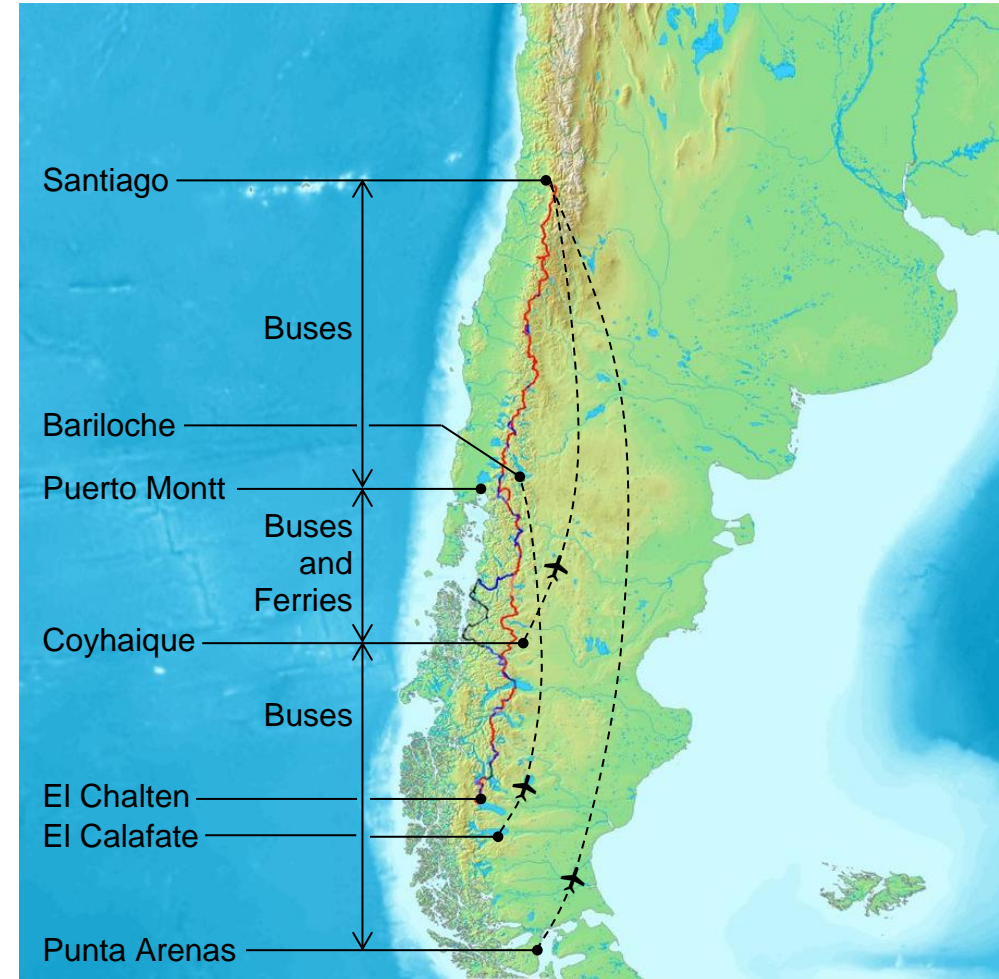 Santiago
Buses
Bariloche
Puerto Montt
Buses
and
Ferries
Coyhaique
Buses
El Chalten
El Calafate
Punta Arenas